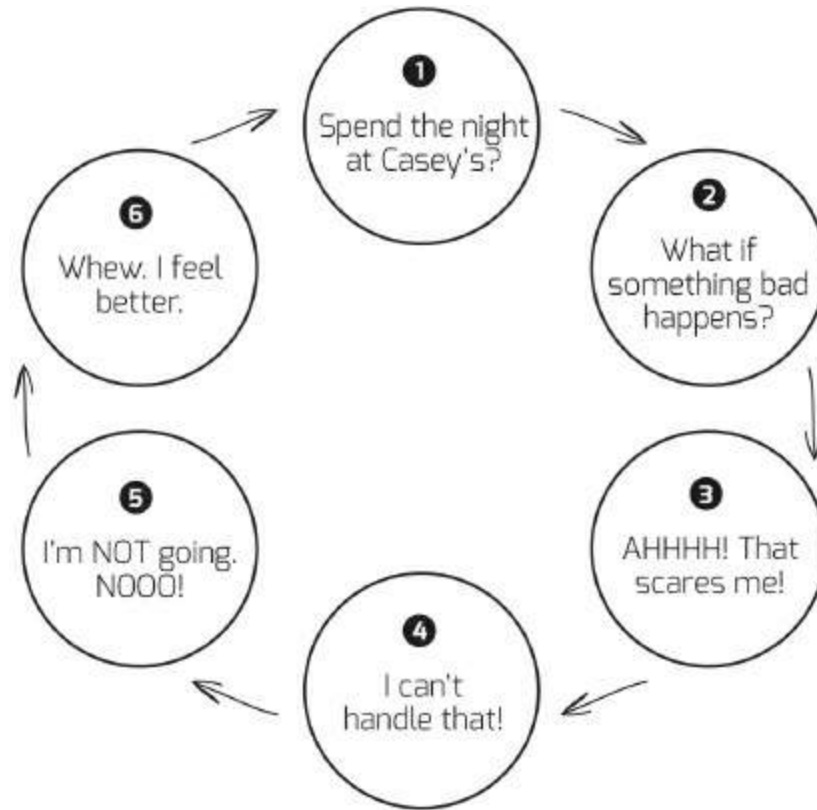 1
Spend the night
at Casey's?
2
What if
something bad
happens?
3
AHHHH! That
scares me!
4
I can't
handle that!
5
I'm NOT going.
NOOO!
6
Whew. I feel
better.